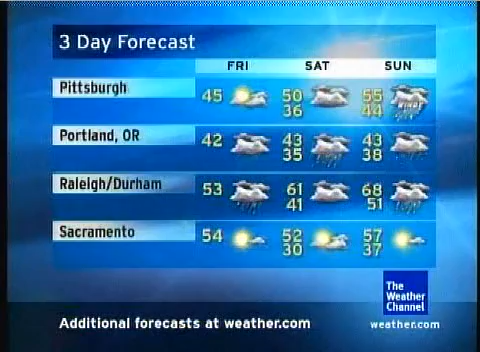 3 Day Forecast
FRI SAT SUN
Pittsburgh 45 50 55
36 44
Portland, OR 42 43 43
35 38
Raleigh/Durham 53 61 68
41 51
Sacramento 54 52 57
30 37
The
Weather
Channel
Additional forecasts at weather.com weather.com